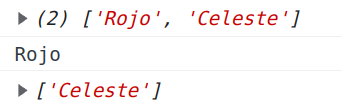 ▶ (2) ['Rojo', 'Celeste']
Rojo
▶ ['Celeste']